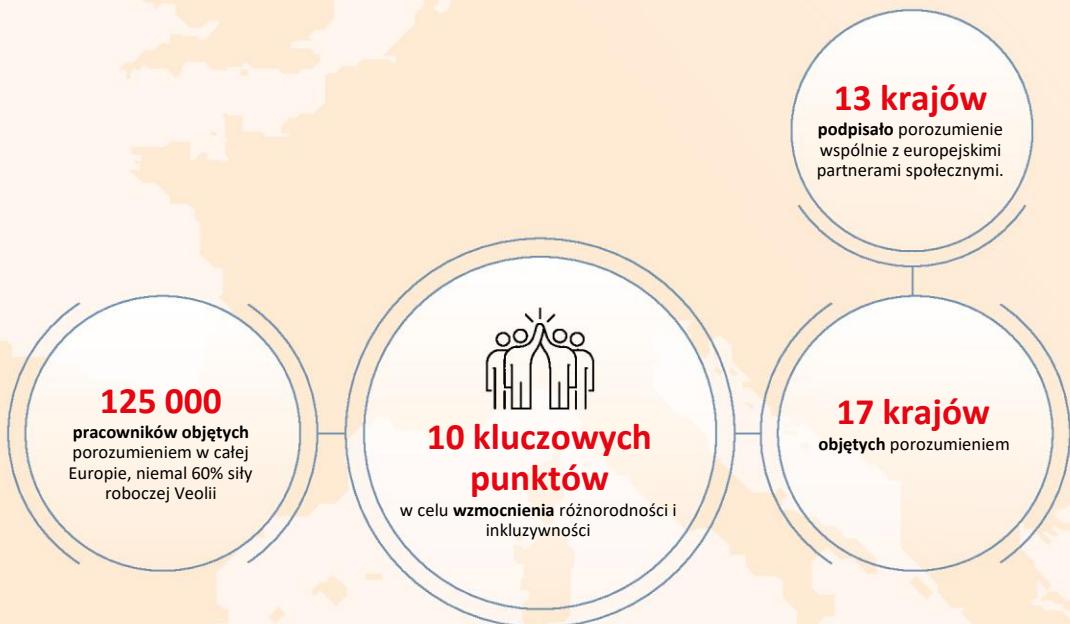 13 krajów
podpisało porozumienie
wspólnie z europejskimi
partnerami społecznymi.
125 000
pracowników objętych
porozumieniem w całej
Europie, niemal 60% siły
roboczej Veolii
10 kluczowych
punktów
w celu wzmocnienia różnorodności i
inkluzywności
17 krajów
objętych porozumieniem